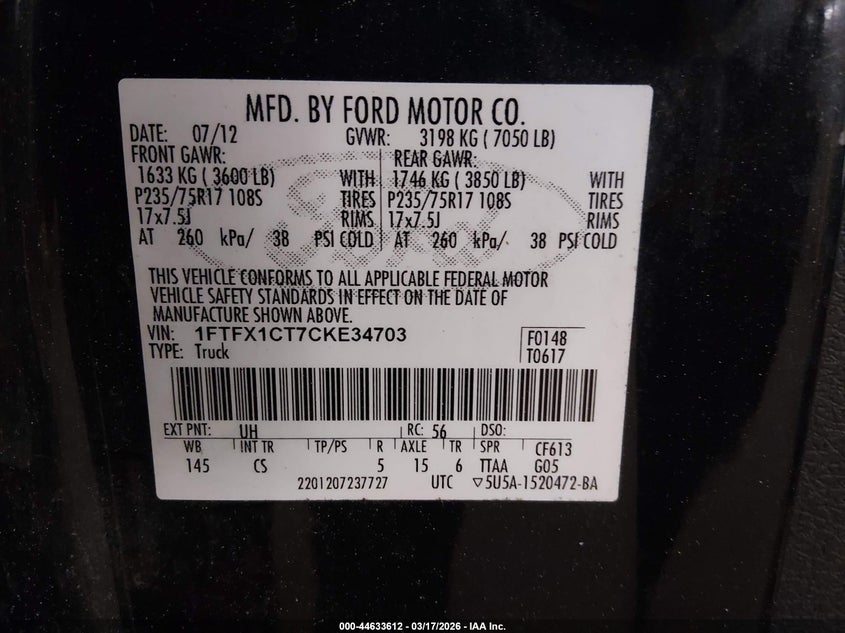 MFD. BY FORD MOTOR CO.
DATE: 07/12 GVWR: 3198 KG ( 7050 LB)
FRONT GAWR: REAR GAWR:
1633 KG ( 3600 LB) WITH 1746 KG ( 3850 LB) WITH
P235/75R17 108S TIRES P235/75R17 108S TIRES
17x7.5J RIMS 17x7.5J RIMS
AT 260 kPa/ 38 PSI COLD AT 260 kPa/ 38 PSI COLD
THIS VEHICLE CONFORMS TO ALL APPLICABLE FEDERAL MOTOR
VEHICLE SAFETY STANDARDS IN EFFECT ON THE DATE OF
MANUFACTURE SHOWN ABOVE.
VIN: 1FTFX1CT7CKE34703 F0148
TYPE: Truck T0617
EXT PNT: UH RC: 56 DSO:
WB INT TR TP/PS R AXLE TR SPR CF613
145 CS 5 15 6 TTAA G05
2201207237727 UTC ▽5U5A-1520472-BA
000-44633612 - 03/17/2026 - IAA Inc.